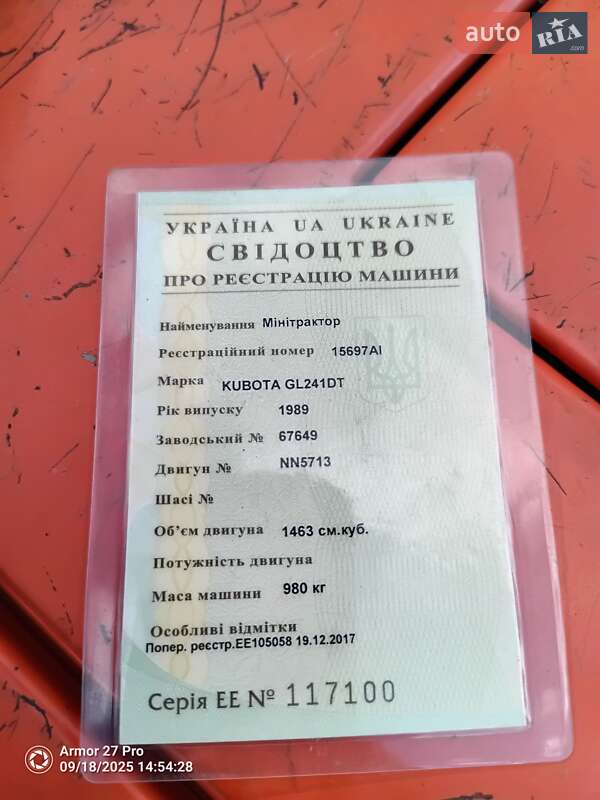 auto RIA.com
УКРАЇНА UA UKRAINE
СВІДОЦТВО
ПРО РЕЄСТРАЦІЮ МАШИНИ
Найменування Мінітрактор
Реєстраційний номер 15697АІ
Марка KUBOTA GL241DT
Рік випуску 1989
Заводський № 67649
Двигун № NN5713
Шасі №
Об'єм двигуна 1463 см.куб.
Потужність двигуна
Маса машини 980 кг
Особливі відмітки
Попер. реєстр.ЕЕ105058 19.12.2017
Серія ЕЕ № 117100
Armor 27 Pro
09/18/2025 14:54:28